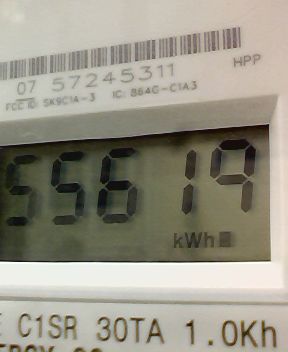 07 57245311
HPP
FCC ID: SK9C1A-3 IC: 864G-C1A3
55619
kWh
C1SR 30TA 1.0Kh